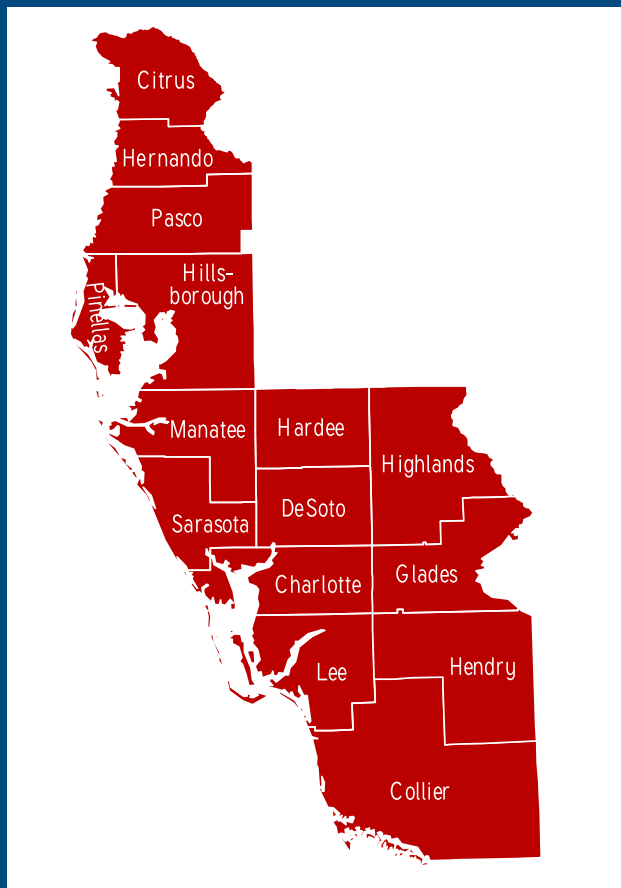 Citrus
Hernando
Pasco
Hills-
borough
Pinellas
Manatee
Hardee
Highlands
DeSoto
Sarasota
Charlotte
Glades
Lee
Hendry
Collier